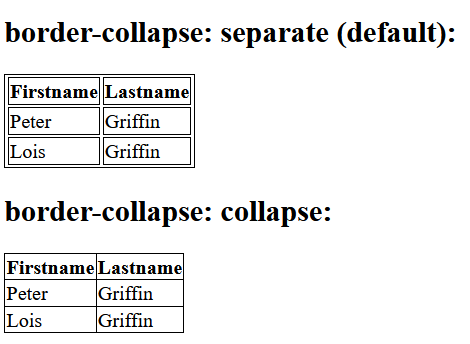 border-collapse: separate (default):
Firstname Lastname
Peter Griffin
Lois Griffin
border-collapse: collapse:
Firstname Lastname
Peter Griffin
Lois Griffin